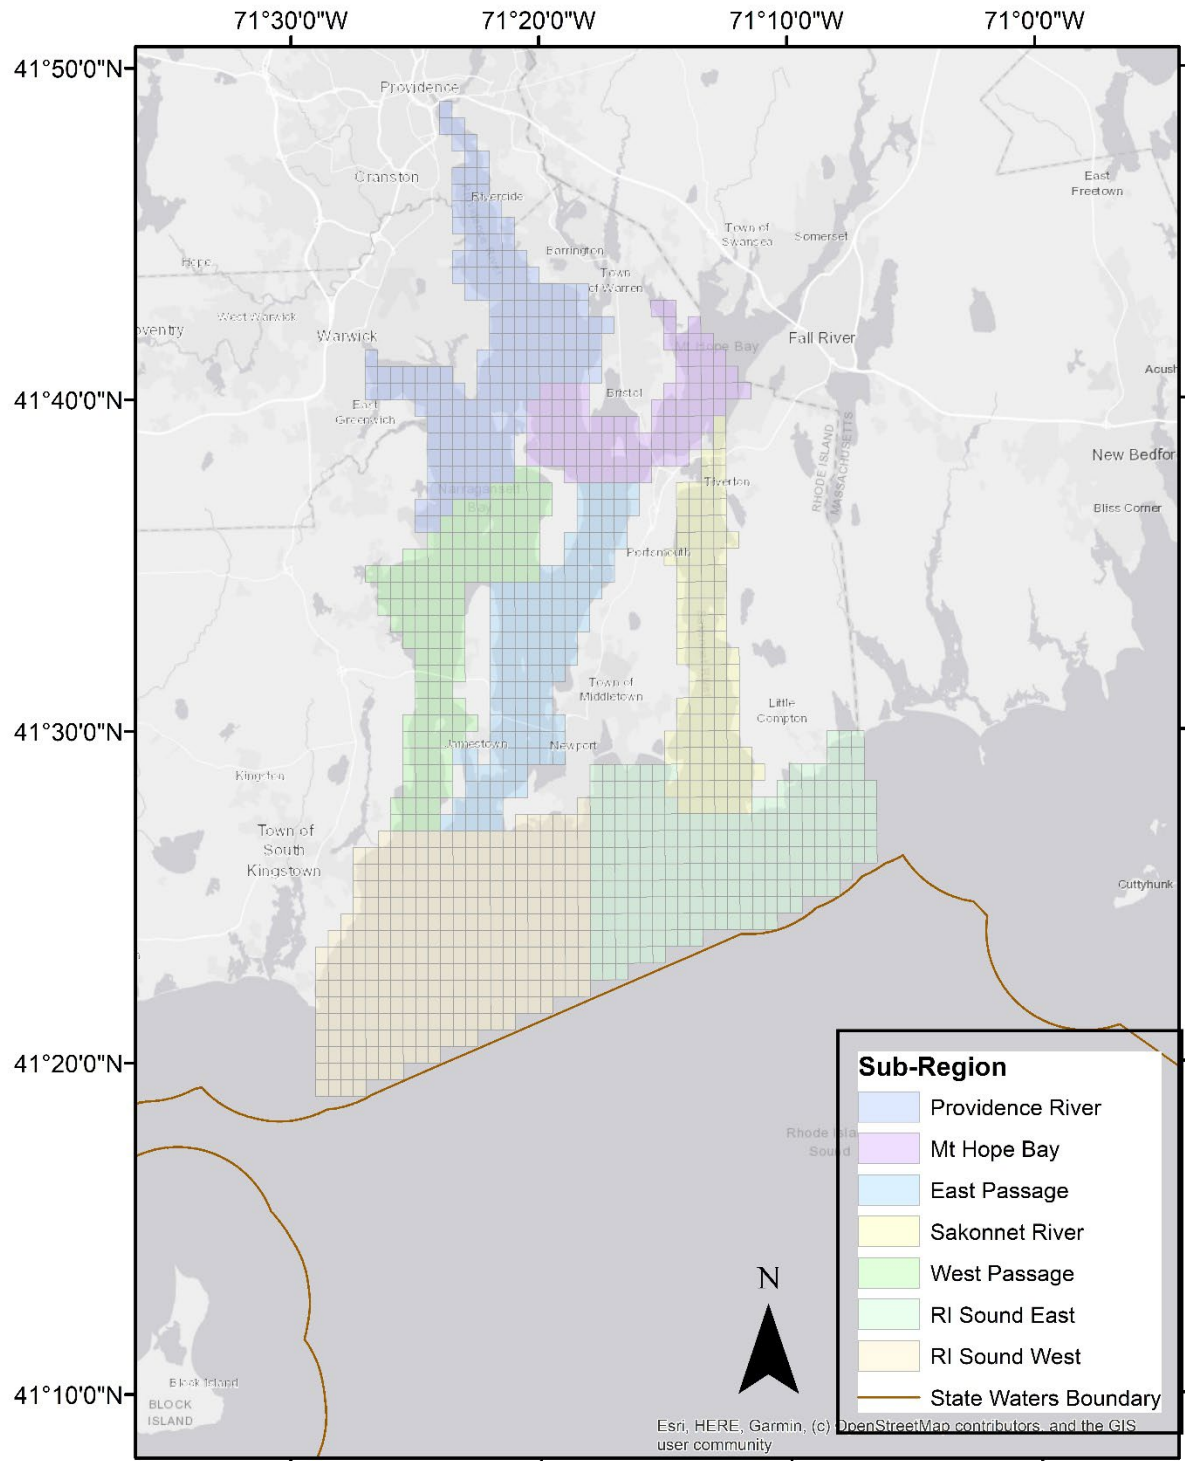 71°30'0"W 71°20'0"W 71°10'0"W 71°0'0"W
41°50'0"N
Providence
Cranston
East
Freetown
Riverside
Town of
Swansea
Somerset
Barrington
Hope
Town
of Warren
West Warwick
oventry
Warwick
Fall River
Mt Hope Bay
Acush
41°40'0"N
Bristol
East
Greenwich
RHODE ISLAND
MASSACHUSETTS
New Bedfor
Tiverton
Narragansett
Bay
Bliss Corner
Portsmouth
Town of
Middletown
Little
Compton
41°30'0"N
Jamestown
Newport
Kingston
Town of
South
Kingstown
Cuttyhunk
41°20'0"N
Sub-Region
Providence River
Rhode Isla
Sound
Mt Hope Bay
East Passage
Sakonnet River
West Passage
N
RI Sound East
RI Sound West
State Waters Boundary
41°10'0"N
Block Island
BLOCK
ISLAND
Esri, HERE, Garmin, (c) OpenStreetMap contributors, and the GIS
user community